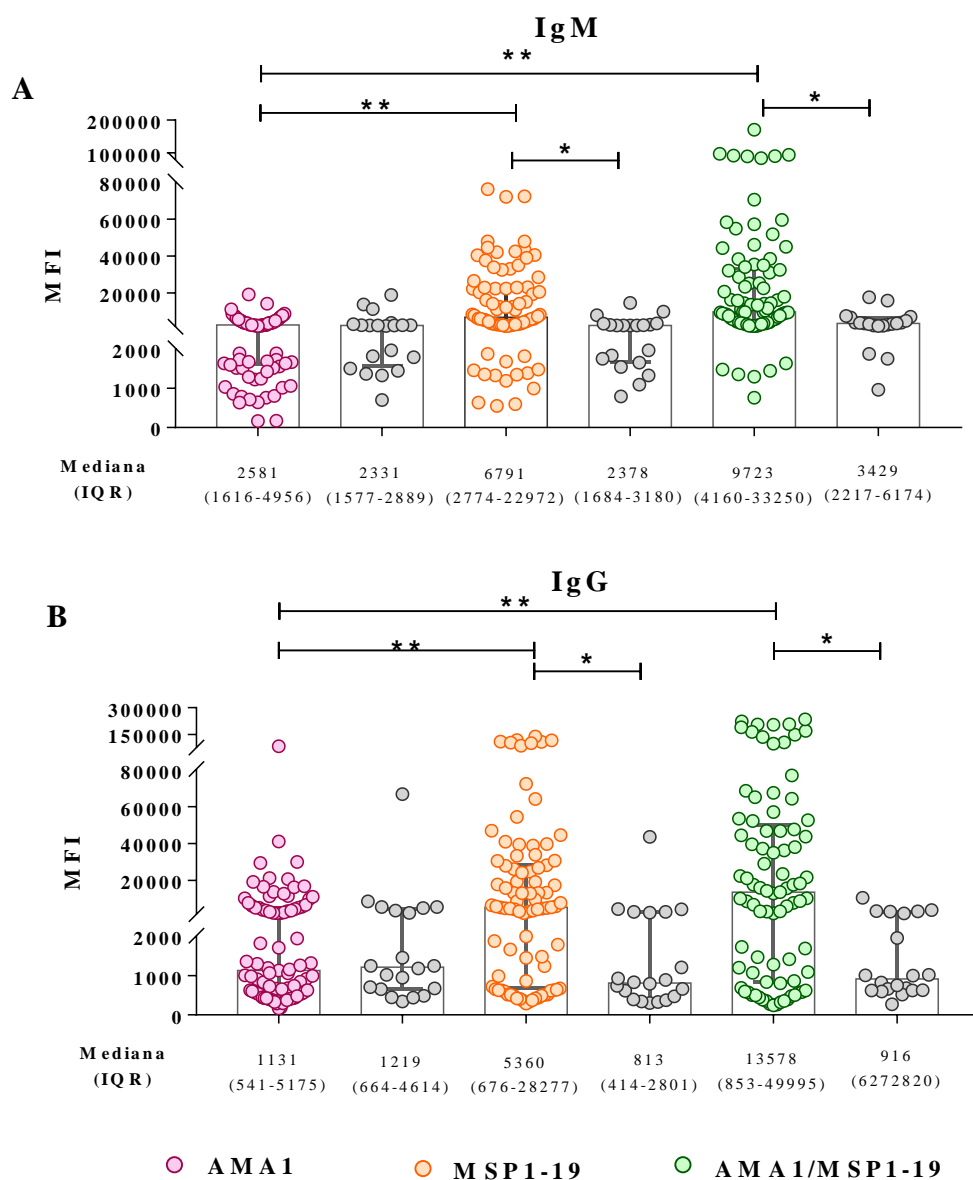 IgM
**
A
**
*
*
200000
100000
80000
60000
40000
20000
2000
1000
0
MFI
Mediana
(IQR)
2581 2331 6791 2378 9723 3429
(1616-4956) (1577-2889) (2774-22972) (1684-3180) (4160-33250) (2217-6174)
IgG
**
B
**
*
*
300000
150000
80000
60000
40000
20000
2000
1000
0
MFI
Mediana
(IQR)
1131 1219 5360 813 13578 916
(541-5175) (664-4614) (676-28277) (414-2801) (853-49995) (6272820)
AMA1 MSP1-19 AMA1/MSP1-19